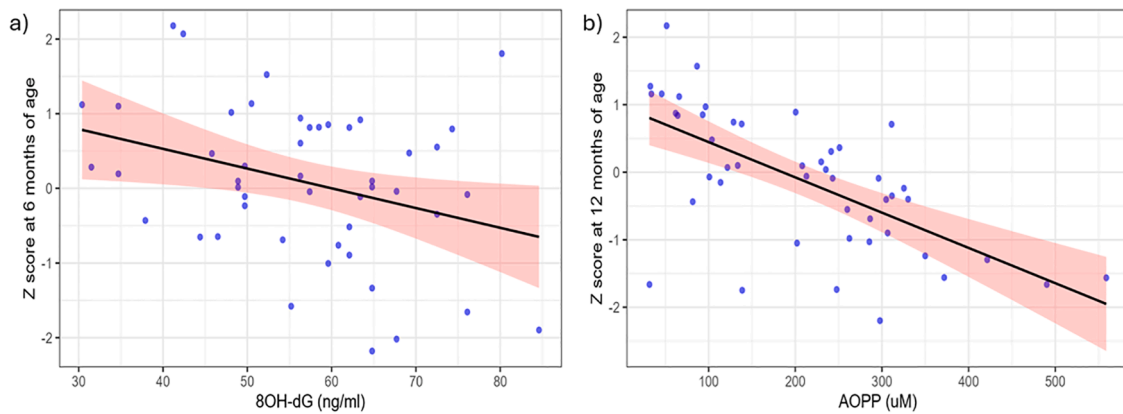 a)
Z score at 6 months of age
2
1
0
-1
-2
30 40 50 60 70 80
8OH-dG (ng/ml)
b)
Z score at 12 months of age
2
1
0
-1
-2
100 200 300 400 500
AOPP (uM)